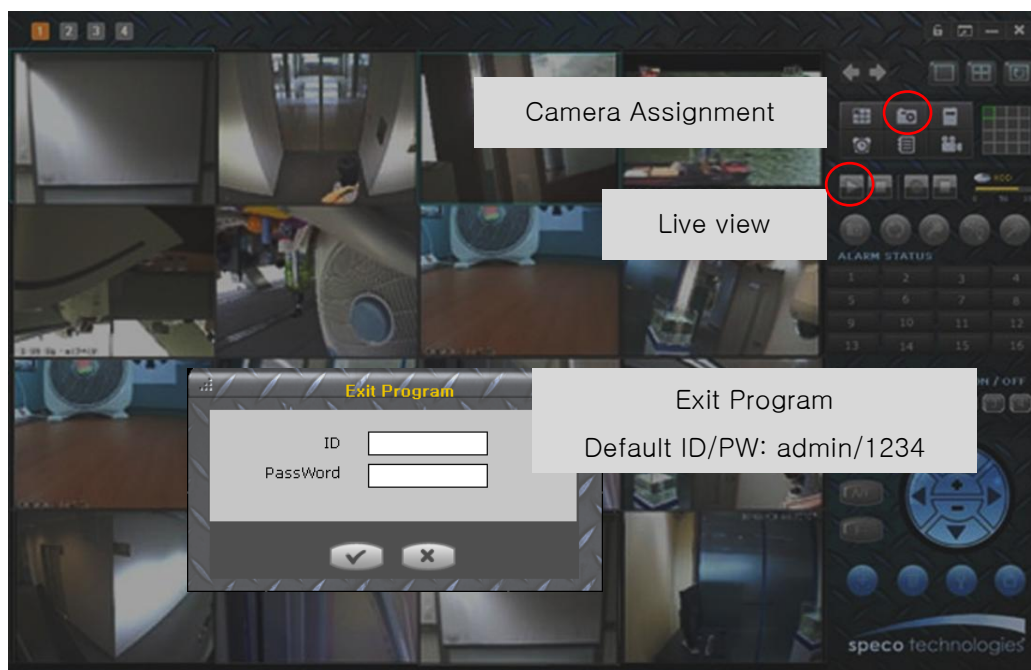 1 2 3 4
Camera Assignment
HDD
Live view
ALARM STATUS
1 2 3 4
5 6 7 8
9 10 11 12
13 14 15 16
Exit Program
ID
PassWord
Exit Program
Default ID/PW: admin/1234
N / OFF
speco technologies